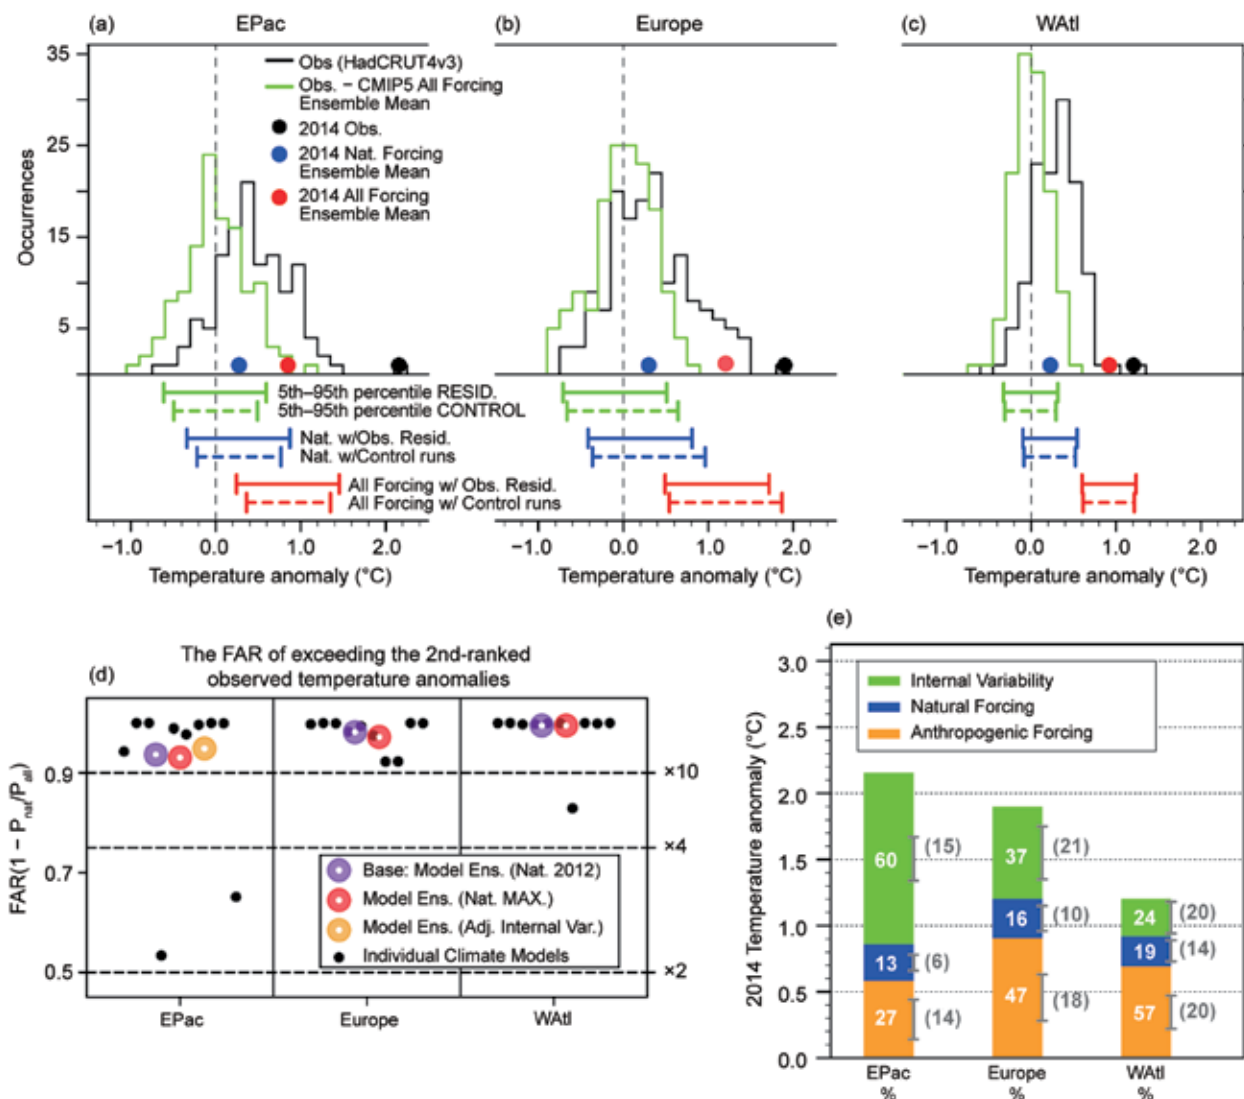 (a) EPac
(b) Europe
(c) WAtl
35
25
15
5
Occurrences
Obs (HadCRUT4v3)
Obs. − CMIP5 All Forcing
Ensemble Mean
2014 Obs.
2014 Nat. Forcing
Ensemble Mean
2014 All Forcing
Ensemble Mean
5th–95th percentile RESID.
5th–95th percentile CONTROL
Nat. w/Obs. Resid.
Nat. w/Control runs
All Forcing w/ Obs. Resid.
All Forcing w/ Control runs
−1.0 0.0 1.0 2.0
−1.0 0.0 1.0 2.0
−1.0 0.0 1.0 2.0
Temperature anomaly (°C)
Temperature anomaly (°C)
Temperature anomaly (°C)
(d)
The FAR of exceeding the 2nd-ranked
observed temperature anomalies
FAR(1 − Pnat/Pall)
0.9
0.7
0.5
×10
×4
×2
Base: Model Ens. (Nat. 2012)
Model Ens. (Nat. MAX.)
Model Ens. (Adj. Internal Var.)
Individual Climate Models
EPac Europe WAtl
(e)
2014 Temperature anomaly (°C)
3.0
2.5
2.0
1.5
1.0
0.5
0.0
Internal Variability
Natural Forcing
Anthropogenic Forcing
60 (15)
13 (6)
27 (14)
37 (21)
16 (10)
47 (18)
24 (20)
19 (14)
57 (20)
EPac Europe WAtl
% % %